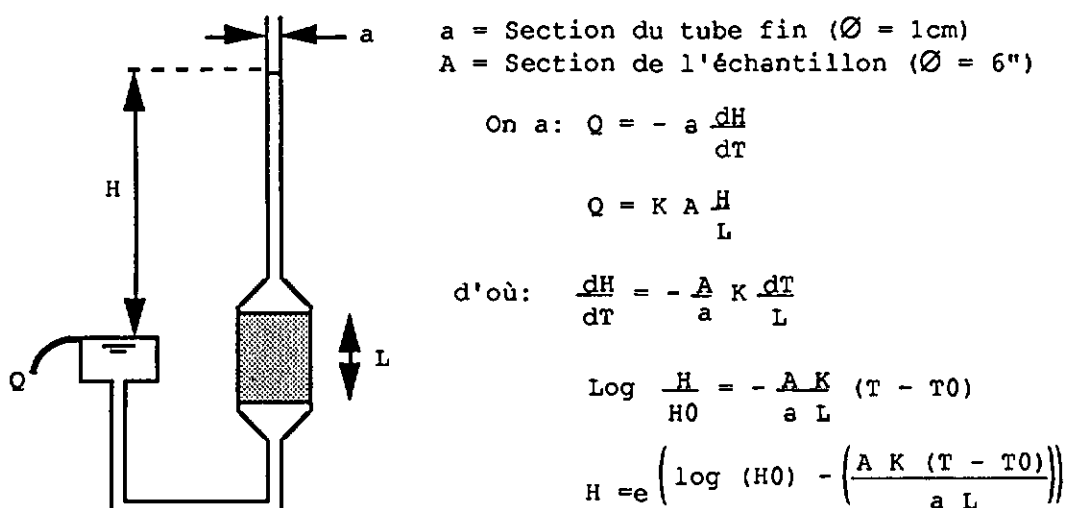 a
a = Section du tube fin (Ø = 1cm)
A = Section de l'échantillon (Ø = 6")
On a: Q = - a dH/dT
H
Q = K A H/L
d'où: dH/dT = - A/a K dT/L
Q
L
Log H/H0 = - A K/a L (T - T0)
H =e(log (H0) - (A K (T - T0)/a L))